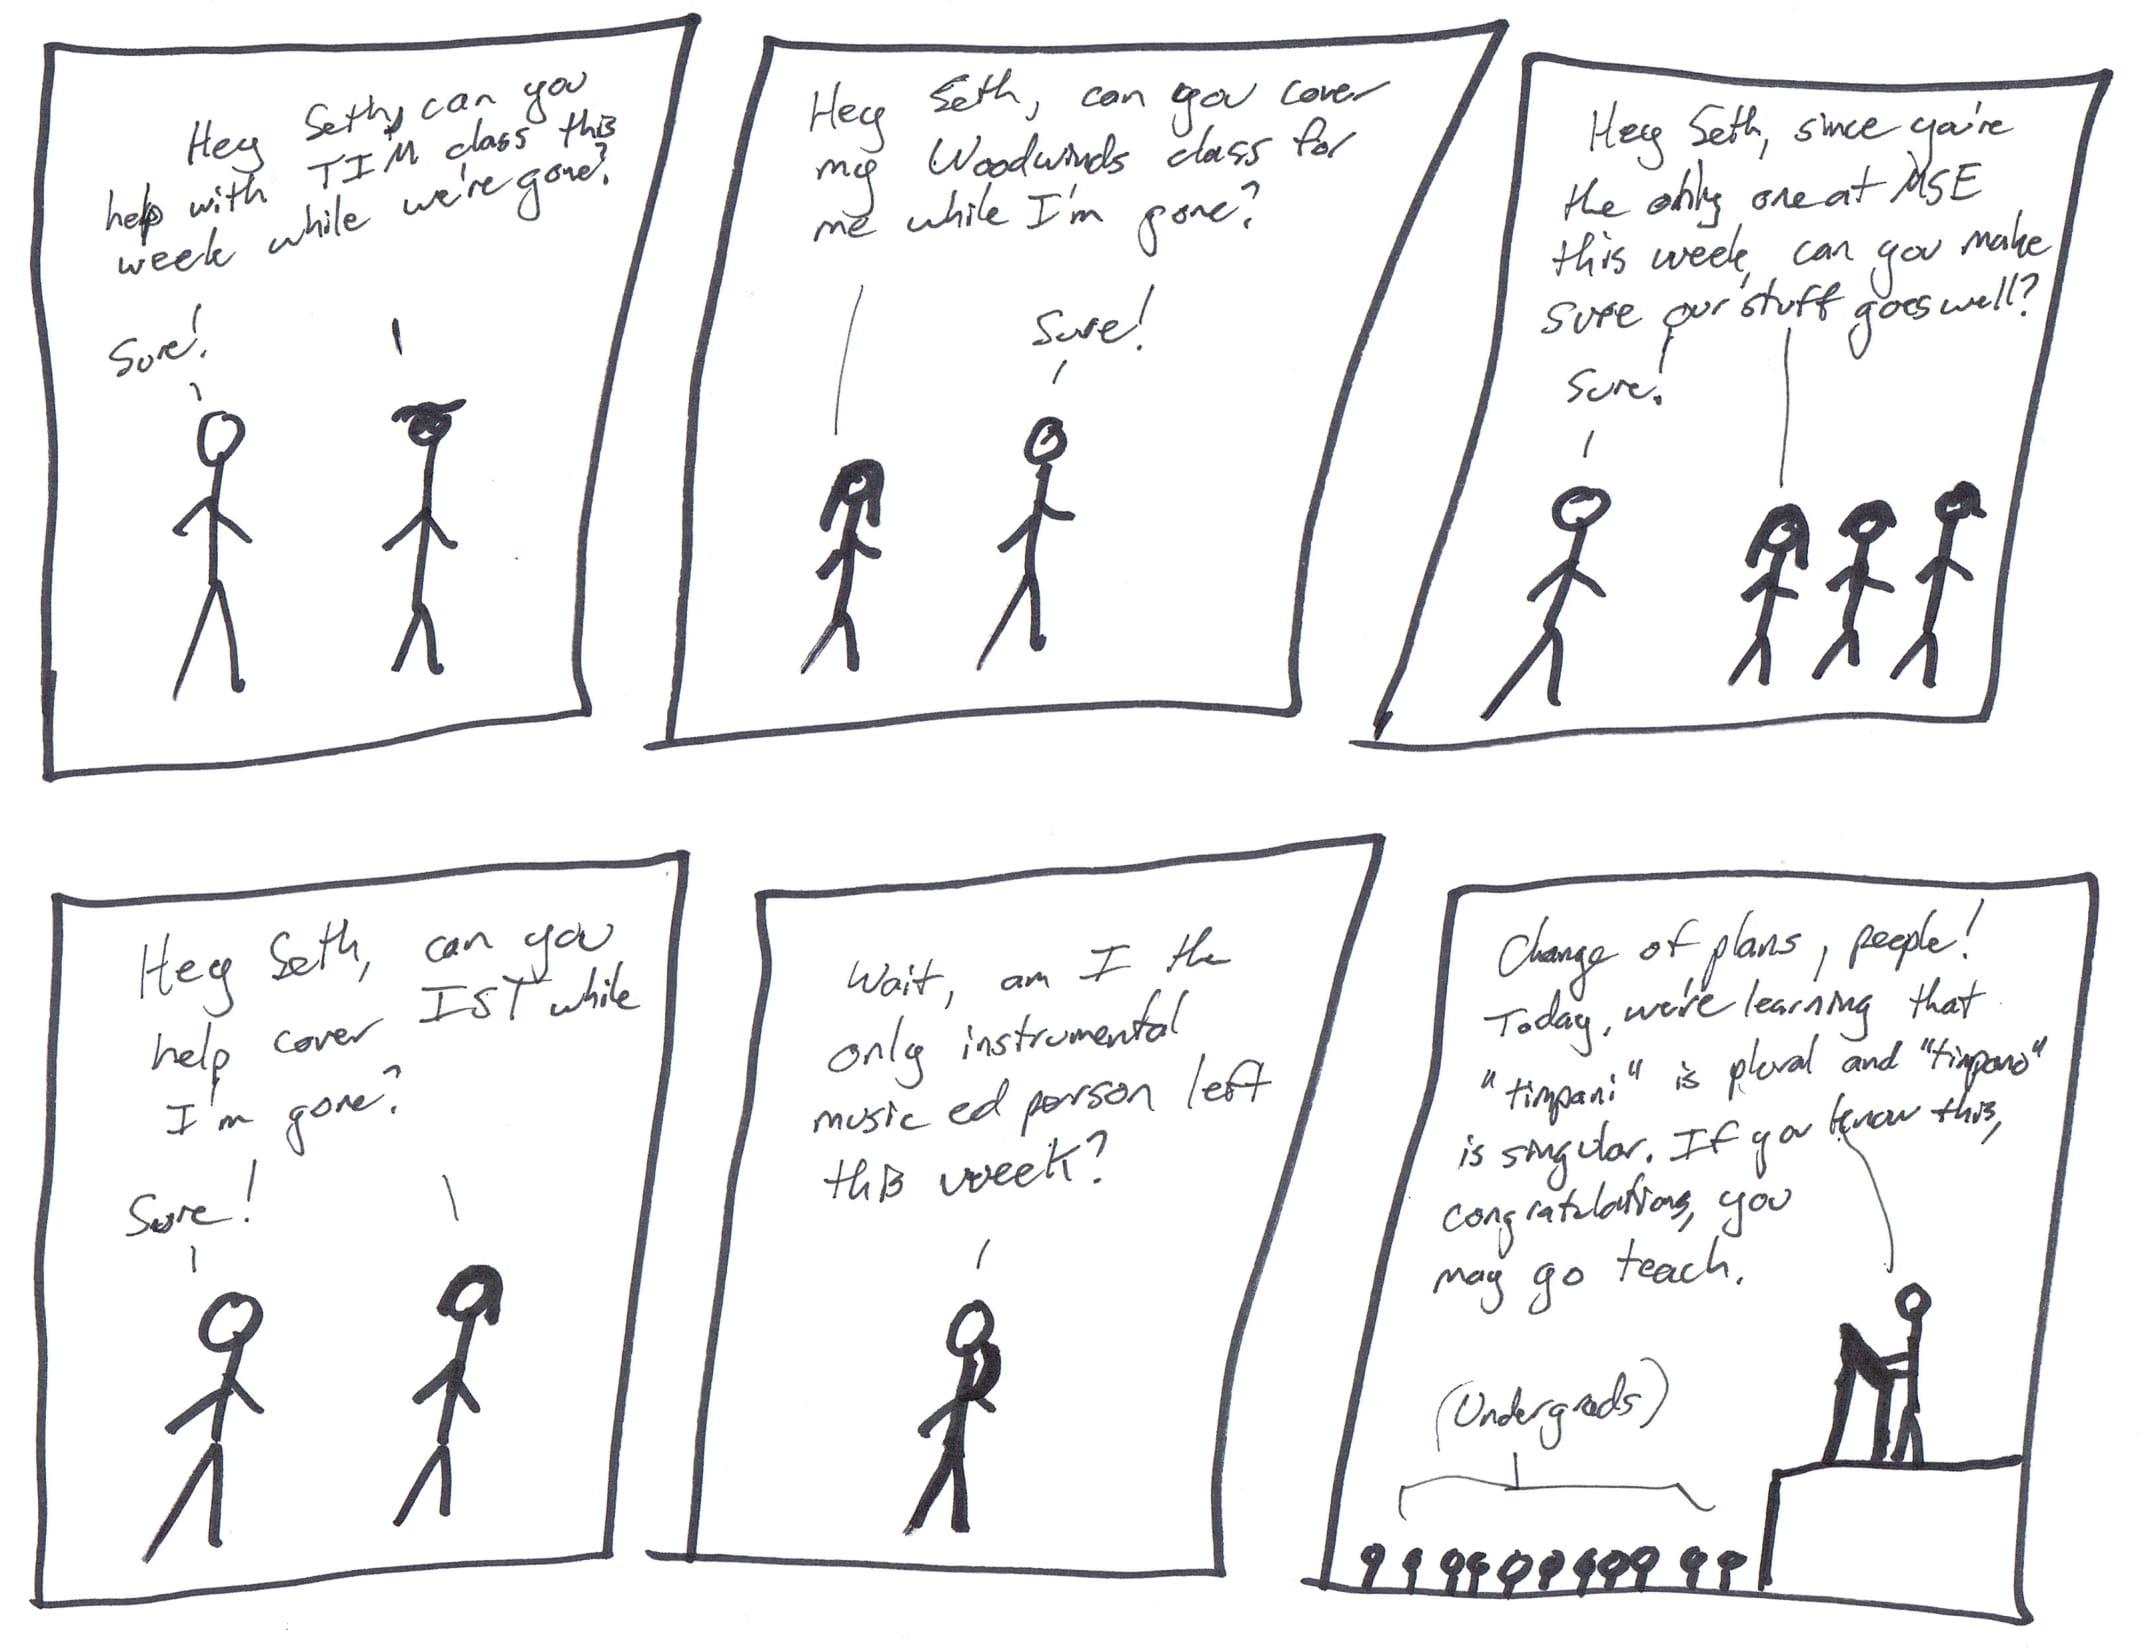 Hey Seth, can you
help with TIM class this
week while we're gone?
Sure!
Hey Seth, can you cover
my Woodwinds class for
me while I'm gone?
Sure!
Hey Seth, since you're
the only one at MSE
this week, can you make
sure our stuff goes well?
Sure!
Hey Seth, can you
help cover IST while
I'm gone?
Sure!
Wait, am I the
only instrumental
music ed person left
this week?
Change of plans, people!
Today, we're learning that
"timpani" is plural and "timpano"
is singular. If you know this,
congratulations, you
may go teach.
(Undergrads)